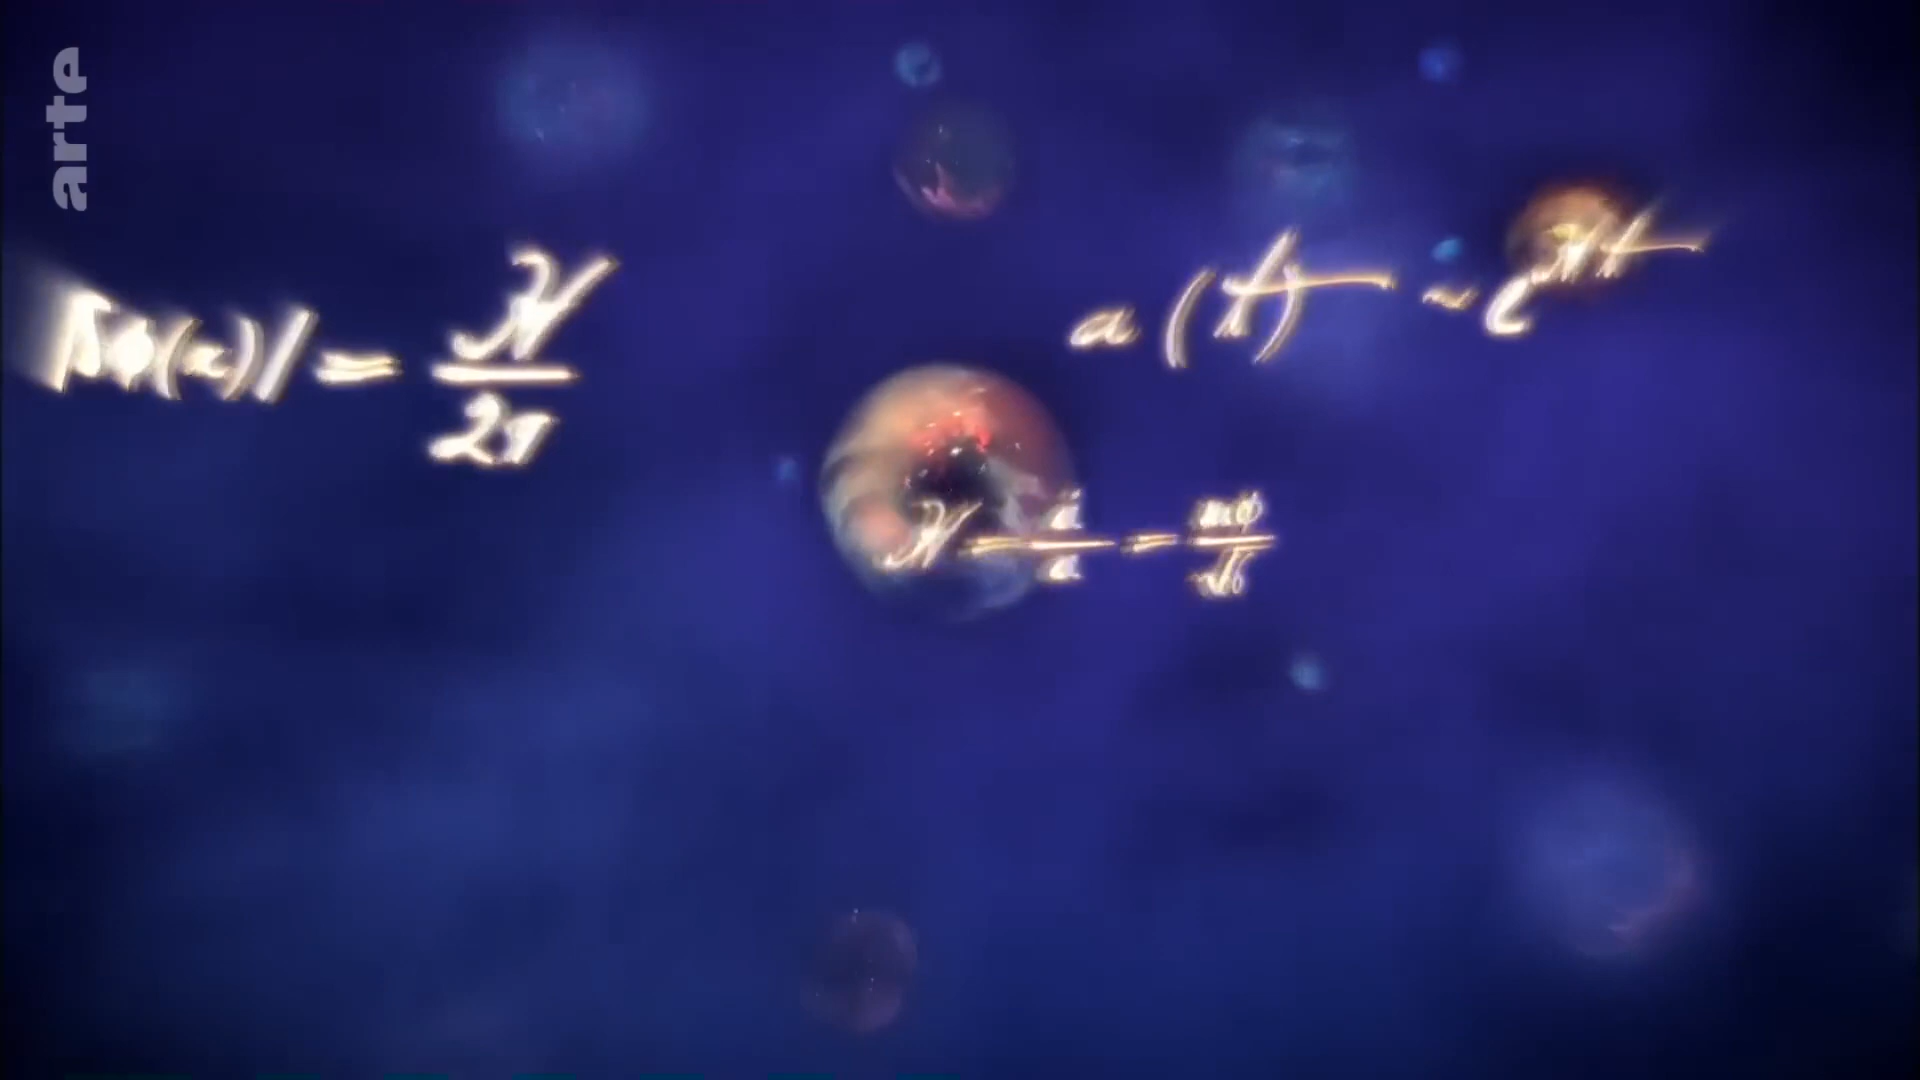 arte
|δϕ(x)| = H/2π
a(t) ~ e^Ht
H = ȧ/a = mϕ/√6